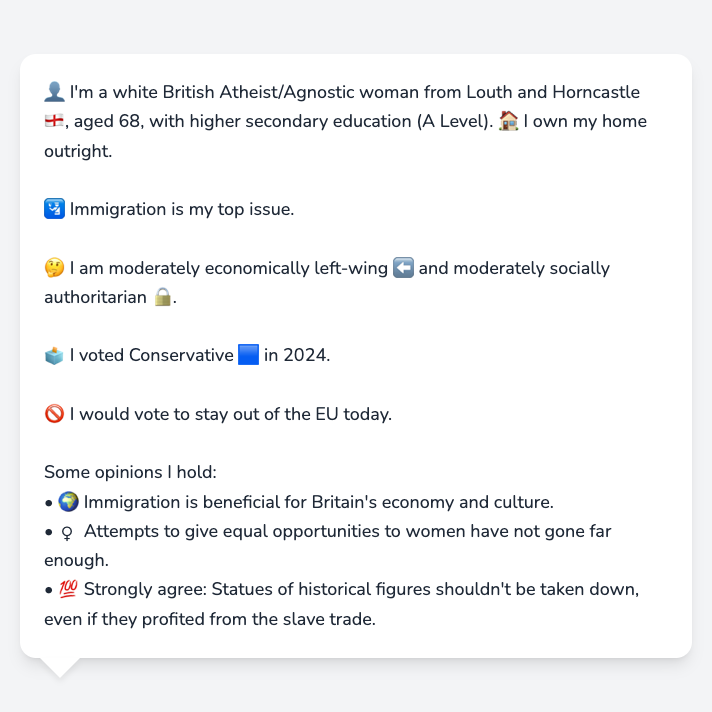 👤 I'm a white British Atheist/Agnostic woman from Louth and Horncastle
🏴󠁧󠁢󠁥󠁮󠁧󠁿, aged 68, with higher secondary education (A Level). 🏠 I own my home
outright.
🛂 Immigration is my top issue.
🤔 I am moderately economically left-wing ⬅️ and moderately socially
authoritarian 🔒.
🗳️ I voted Conservative 🟦 in 2024.
🚫 I would vote to stay out of the EU today.
Some opinions I hold:
• 🌍 Immigration is beneficial for Britain's economy and culture.
• ♀ Attempts to give equal opportunities to women have not gone far
enough.
• 💯 Strongly agree: Statues of historical figures shouldn't be taken down,
even if they profited from the slave trade.